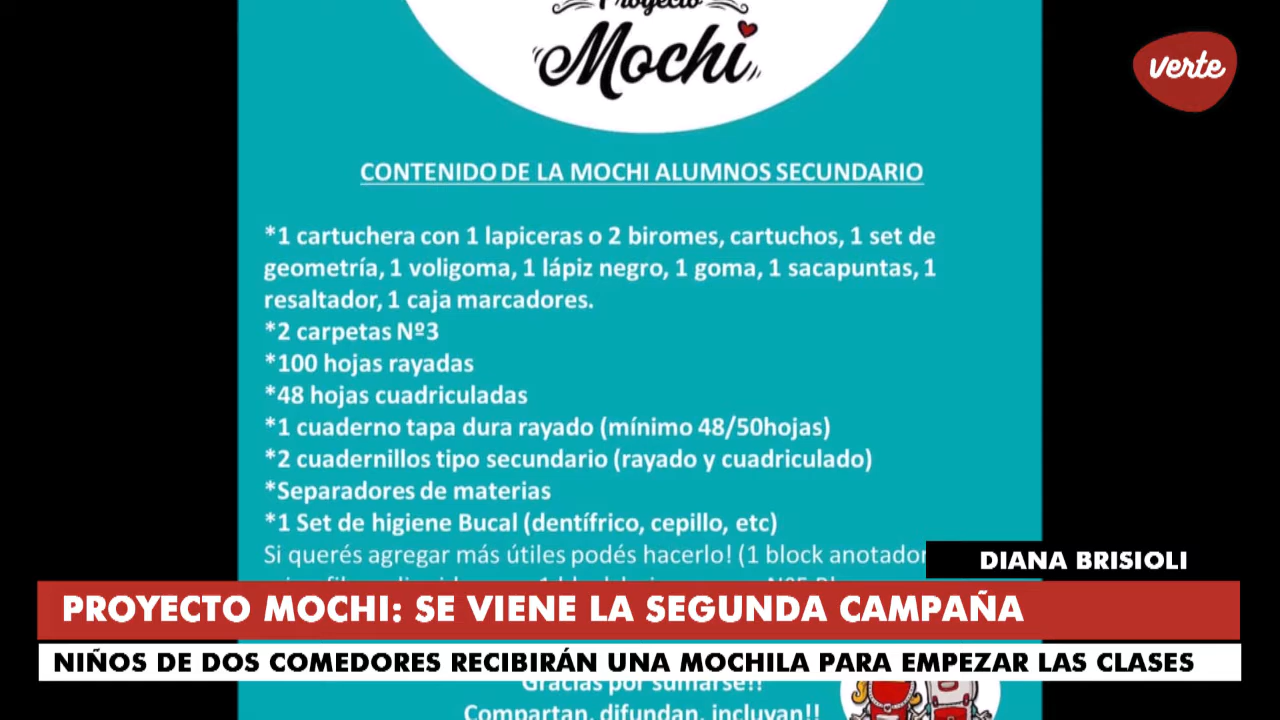 Proyecto
Mochi
verte
CONTENIDO DE LA MOCHI ALUMNOS SECUNDARIO
*1 cartuchera con 1 lapiceras o 2 biromes, cartuchos, 1 set de
geometría, 1 voligoma, 1 lápiz negro, 1 goma, 1 sacapuntas, 1
resaltador, 1 caja marcadores.
*2 carpetas Nº3
*100 hojas rayadas
*48 hojas cuadriculadas
*1 cuaderno tapa dura rayado (mínimo 48/50hojas)
*2 cuadernillos tipo secundario (rayado y cuadriculado)
*Separadores de materias
*1 Set de higiene Bucal (dentífrico, cepillo, etc)
Si querés agregar más útiles podés hacerlo! (1 block anotador
DIANA BRISIOLI
PROYECTO MOCHI: SE VIENE LA SEGUNDA CAMPAÑA
NIÑOS DE DOS COMEDORES RECIBIRÁN UNA MOCHILA PARA EMPEZAR LAS CLASES
Gracias por sumarse!!
Compartan, difundan, incluyan!!